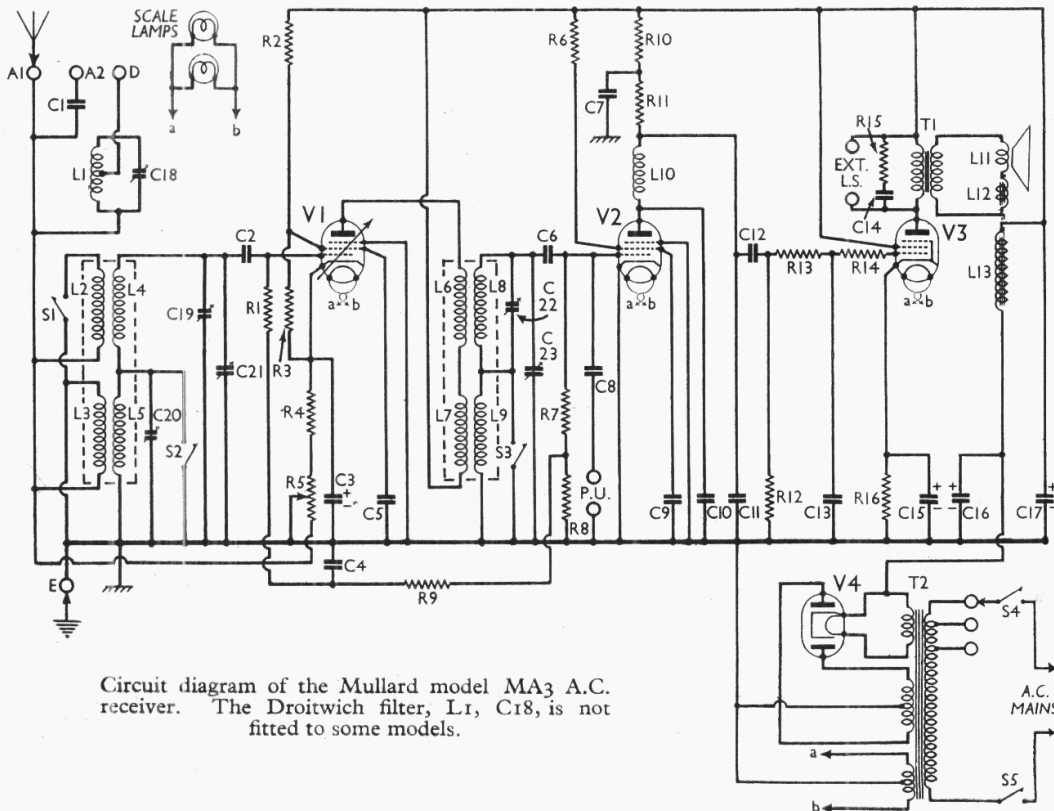 SCALE
LAMPS
a b
A1 A2 D
C1
L1 C18
R2
R6
R10
C7
R11
L10
R15
T1
EXT.
L.S.
C14
L11
L12
L13
V1
V2
V3
a b
a b
a b
C2
C6
C12
R13
R14
S1
L2 L4
L3 L5
C19
C20
C21
S2
R1
R3
R4
R5
C3
+
-
C5
C4
R9
L6 L8
L7 L9
C
22
C
23
S3
R7
R8
C8
P.U.
C9
C10
C11
R12
C13
R16
C15
+
-
+
-
C16
C17
+
-
E
V4
T2
S4
A.C.
MAINS
S5
a
b
Circuit diagram of the Mullard model MA3 A.C.
receiver. The Droitwich filter, L1, C18, is not
fitted to some models.